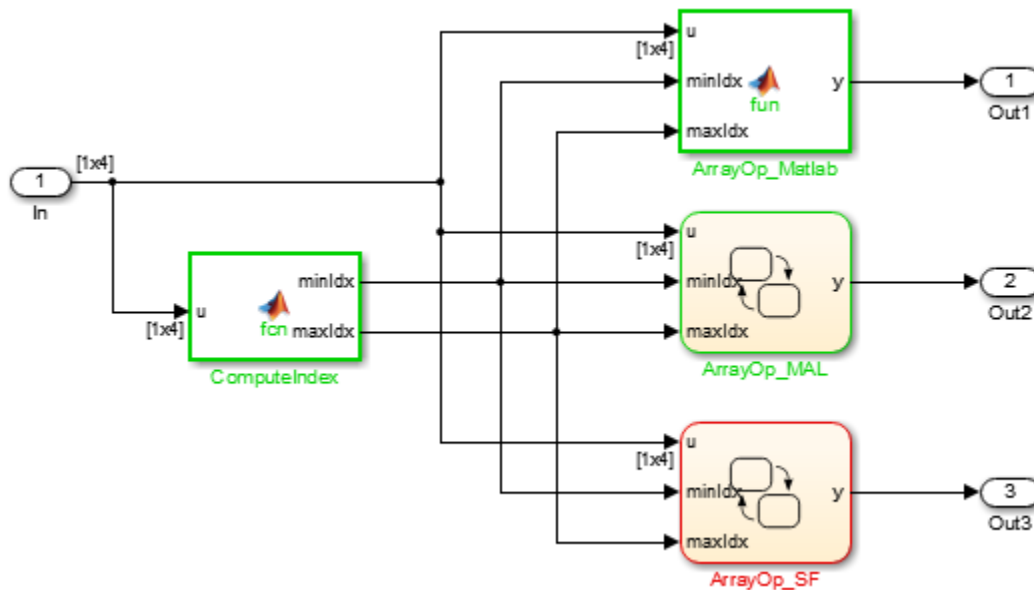 1
In
[1x4]
u
[1x4]
minIdx
maxIdx
fcn
ComputeIndex
u
[1x4]
minIdx
maxIdx
fun
y
ArrayOp_Matlab
1
Out1
u
[1x4]
minIdx
maxIdx
y
ArrayOp_MAL
2
Out2
u
[1x4]
minIdx
maxIdx
y
ArrayOp_SF
3
Out3